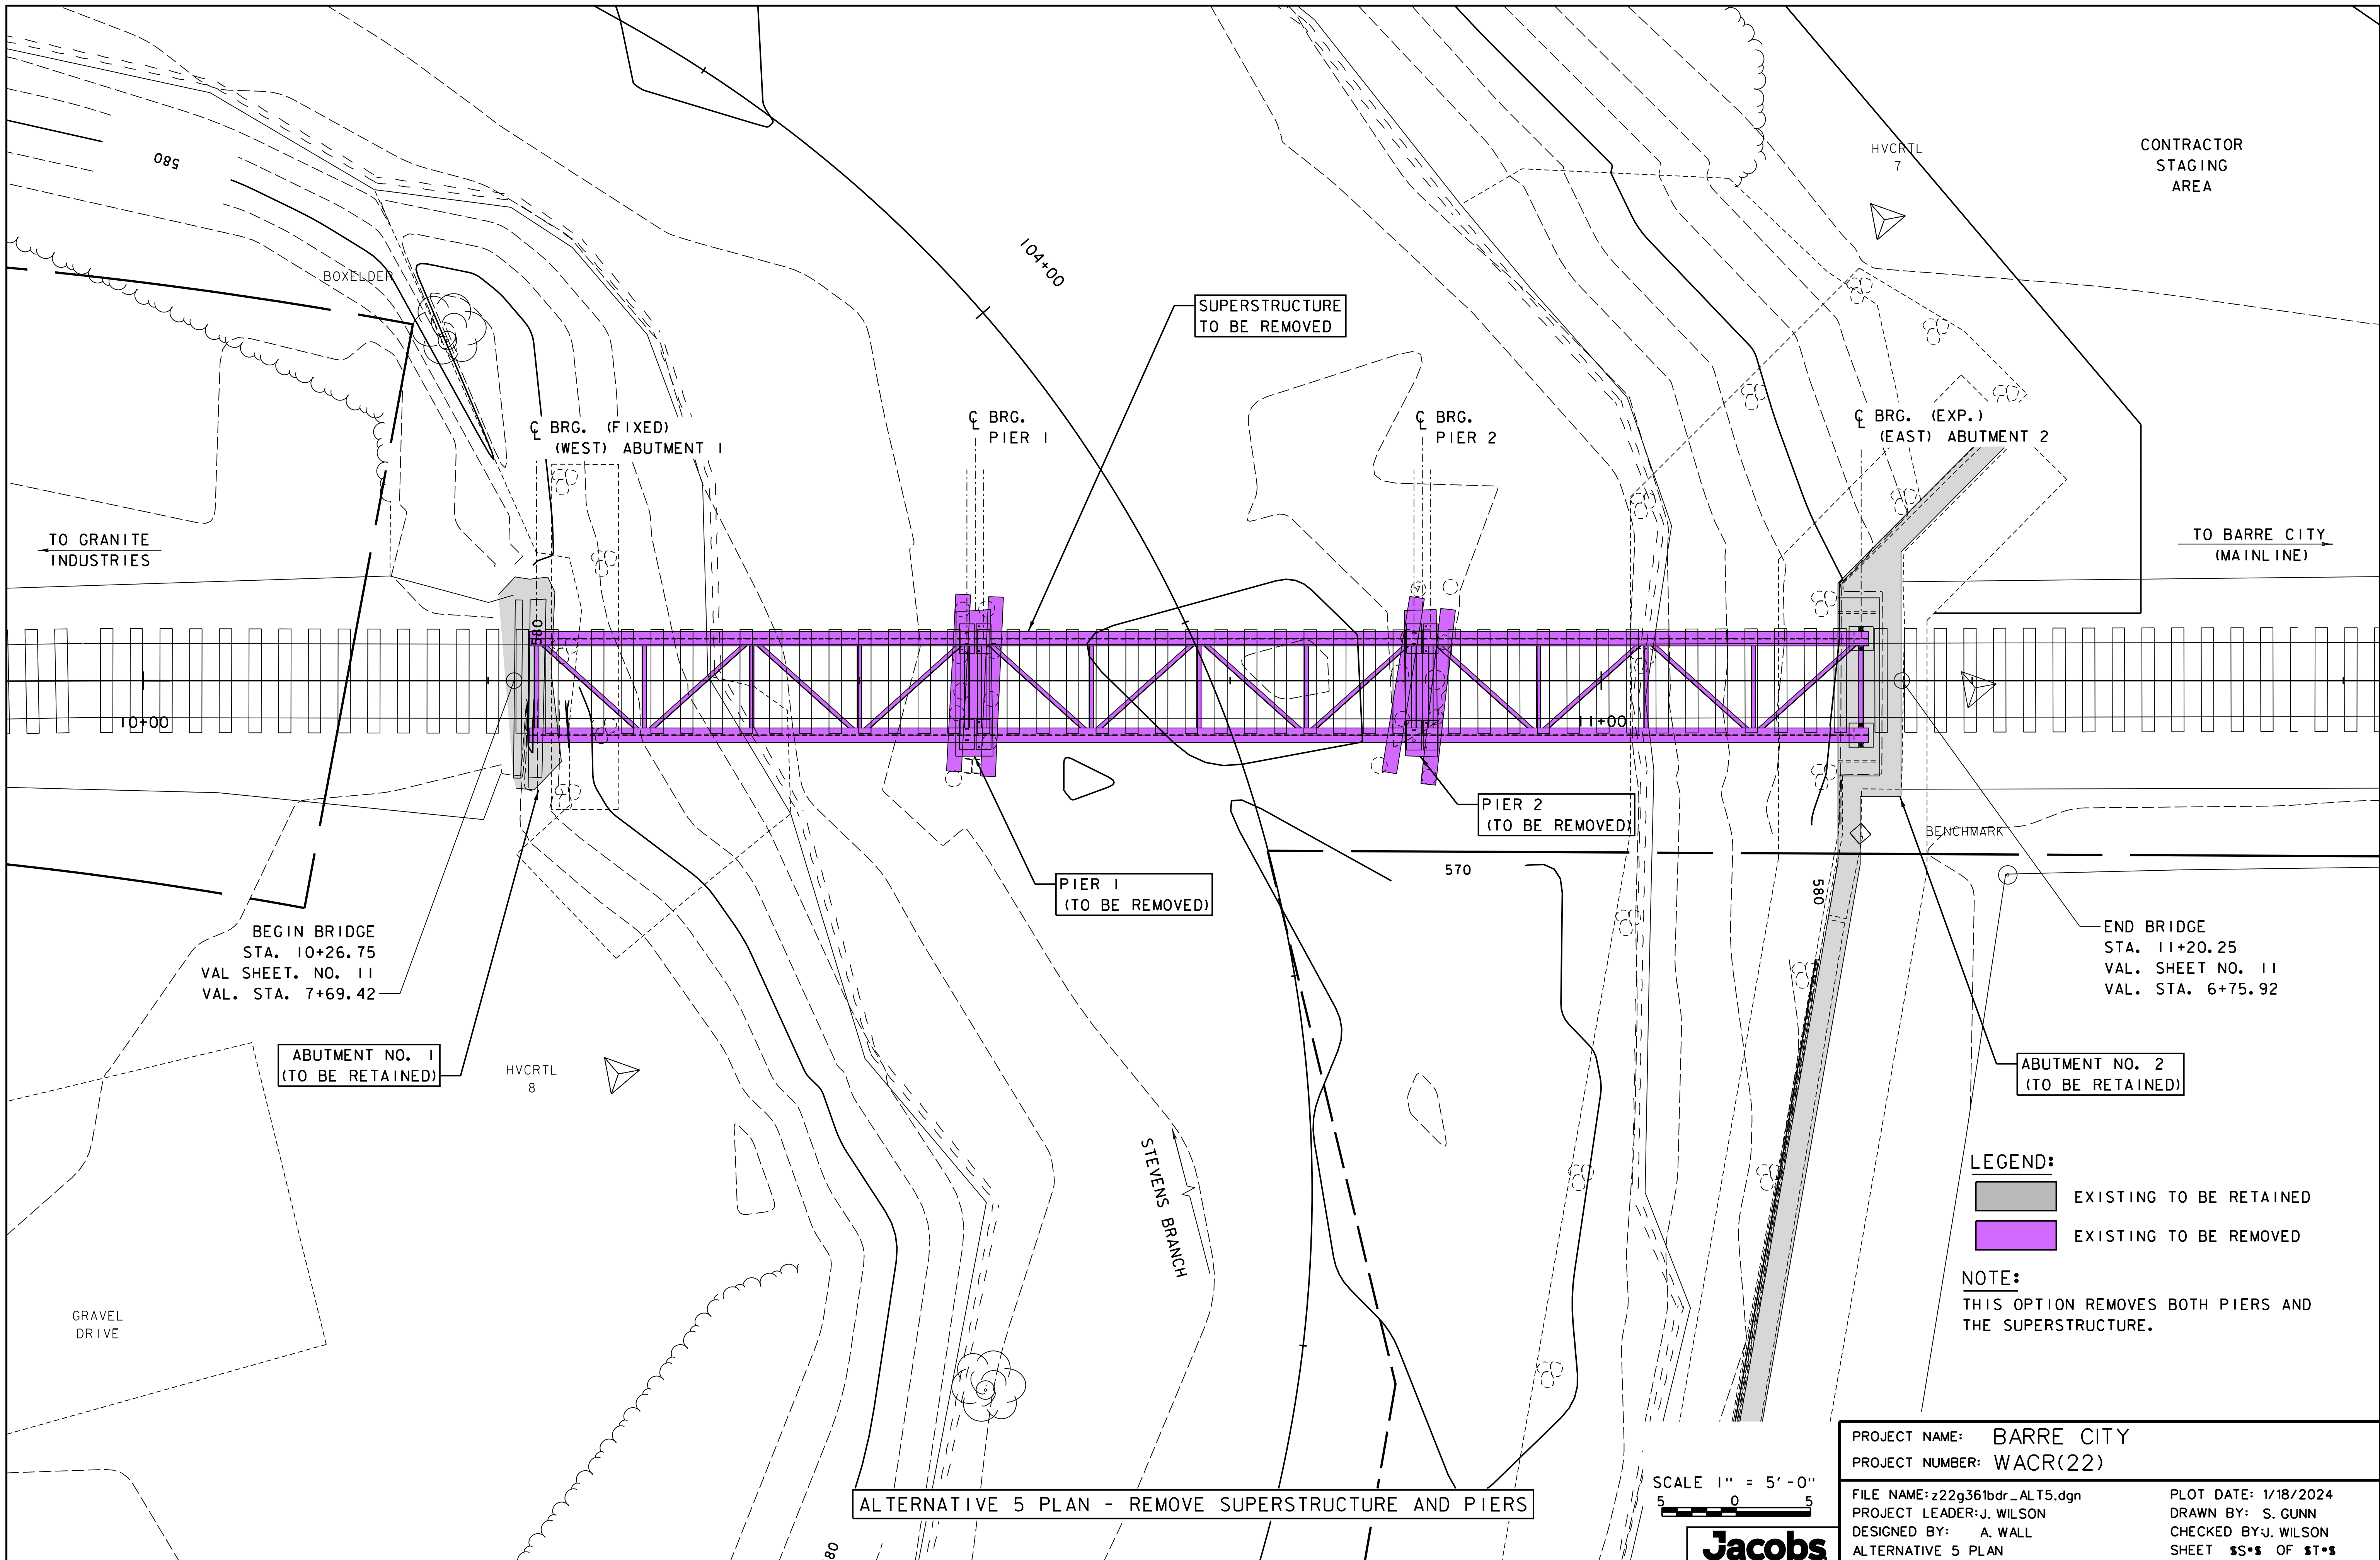 580
HVCRTL
7
CONTRACTOR
STAGING
AREA
BOXELDER
104+00
SUPERSTRUCTURE
TO BE REMOVED
℄ BRG. (FIXED)
(WEST) ABUTMENT 1
℄ BRG.
PIER 1
℄ BRG.
PIER 2
℄ BRG. (EXP.)
(EAST) ABUTMENT 2
TO GRANITE
INDUSTRIES
TO BARRE CITY
(MAINLINE)
580
10+00
11+00
PIER 2
(TO BE REMOVED)
BENCHMARK
570
PIER 1
(TO BE REMOVED)
580
BEGIN BRIDGE
STA. 10+26.75
VAL SHEET. NO. 11
VAL. STA. 7+69.42
END BRIDGE
STA. 11+20.25
VAL. SHEET NO. 11
VAL. STA. 6+75.92
ABUTMENT NO. 1
(TO BE RETAINED)
HVCRTL
8
ABUTMENT NO. 2
(TO BE RETAINED)
STEVENS BRANCH
LEGEND:
EXISTING TO BE RETAINED
EXISTING TO BE REMOVED
NOTE:
THIS OPTION REMOVES BOTH PIERS AND
THE SUPERSTRUCTURE.
GRAVEL
DRIVE
ALTERNATIVE 5 PLAN - REMOVE SUPERSTRUCTURE AND PIERS
SCALE 1" = 5'-0"
5 0 5
Jacobs
PROJECT NAME: BARRE CITY
PROJECT NUMBER: WACR(22)
FILE NAME: z22g361bdr_ALT5.dgn
PROJECT LEADER: J. WILSON
DESIGNED BY: A. WALL
ALTERNATIVE 5 PLAN
PLOT DATE: 1/18/2024
DRAWN BY: S. GUNN
CHECKED BY: J. WILSON
SHEET $S*$ OF $T*$